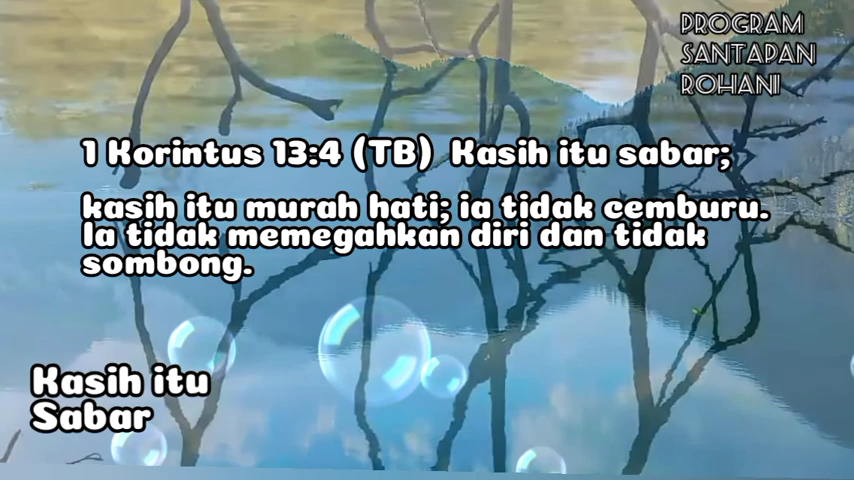 PROGRAM
SANTAPAN
ROHANI
1 Korintus 13:4 (TB)  Kasih itu sabar;
kasih itu murah hati; ia tidak cemburu.
Ia tidak memegahkan diri dan tidak
sombong.
Kasih itu
Sabar